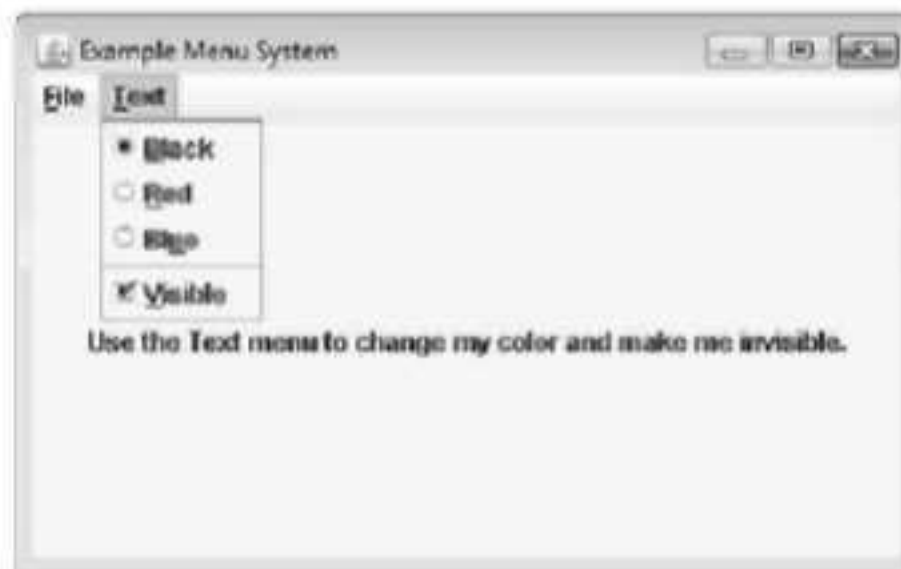 Example Menu System
File Text
Black
Red
Blue
Visible
Use the Text menu to change my color and make me invisible.